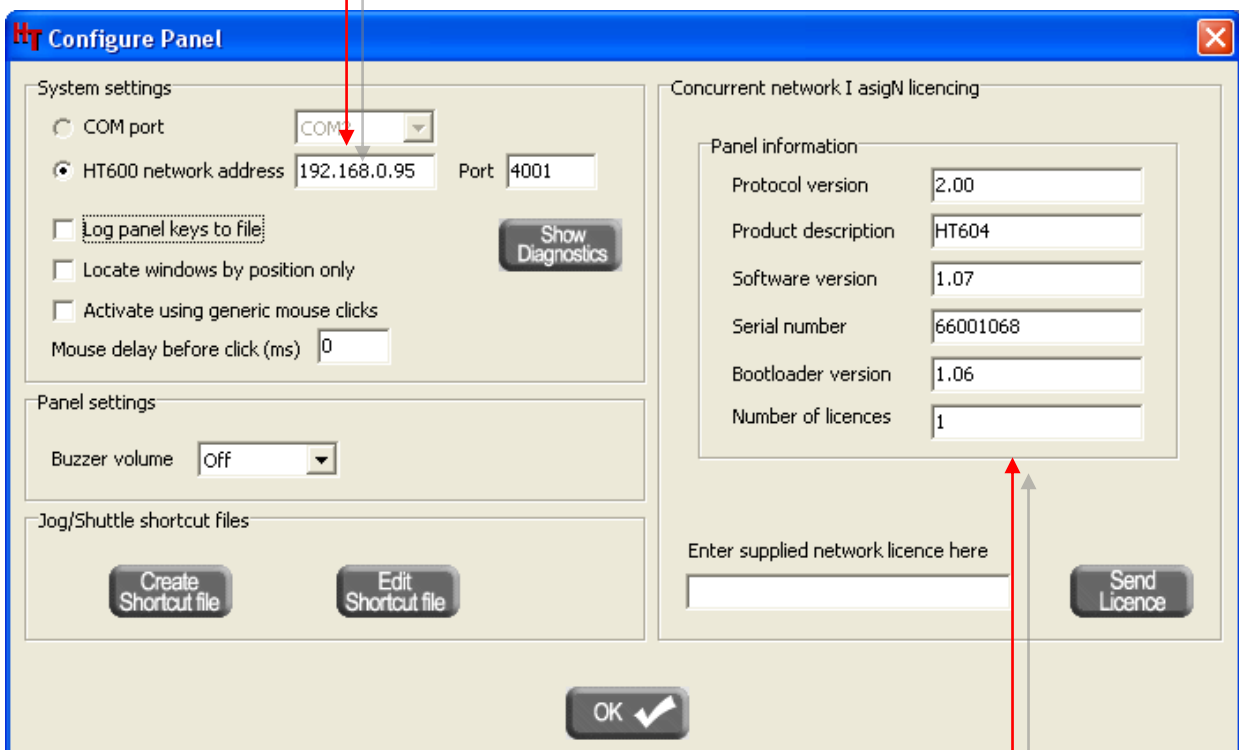 HT Configure Panel
System settings
COM port COM2
HT600 network address 192.168.0.95 Port 4001
Log panel keys to file
Show
Diagnostics
Locate windows by position only
Activate using generic mouse clicks
Mouse delay before click (ms) 0
Panel settings
Buzzer volume Off
Jog/Shuttle shortcut files
Create
Shortcut file
Edit
Shortcut file
Concurrent network I asigN licencing
Panel information
Protocol version 2.00
Product description HT604
Software version 1.07
Serial number 66001068
Bootloader version 1.06
Number of licences 1
Enter supplied network licence here
Send
Licence
OK